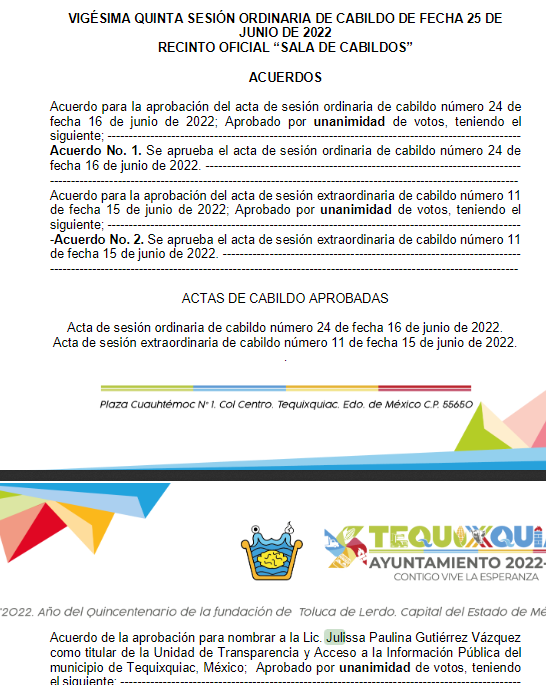 VIGÉSIMA QUINTA SESIÓN ORDINARIA DE CABILDO DE FECHA 25 DE
JUNIO DE 2022
RECINTO OFICIAL “SALA DE CABILDOS”
ACUERDOS
Acuerdo para la aprobación del acta de sesión ordinaria de cabildo número 24 de
fecha 16 de junio de 2022; Aprobado por unanimidad de votos, teniendo el
siguiente; ----------------------------------------------------------------------------------------------------
Acuerdo No. 1. Se aprueba el acta de sesión ordinaria de cabildo número 24 de
fecha 16 de junio de 2022. ----------------------------------------------------------------------------
-----------------------------------------------------------------------------------------------------------------
Acuerdo para la aprobación del acta de sesión extraordinaria de cabildo número 11
de fecha 15 de junio de 2022; Aprobado por unanimidad de votos, teniendo el
siguiente; ----------------------------------------------------------------------------------------------------
-Acuerdo No. 2. Se aprueba el acta de sesión extraordinaria de cabildo número 11
de fecha 15 de junio de 2022. ------------------------------------------------------------------------
-----------------------------------------------------------------------------------------------------------------
ACTAS DE CABILDO APROBADAS
Acta de sesión ordinaria de cabildo número 24 de fecha 16 de junio de 2022.
Acta de sesión extraordinaria de cabildo número 11 de fecha 15 de junio de 2022.
.
Plaza Cuauhtémoc N° 1. Col Centro. Tequixquiac. Edo. de México C.P. 55650
TEQUIXQUI
AYUNTAMIENTO 2022-
CONTIGO VIVE LA ESPERANZA
2022. Año del Quincentenario de la fundación de Toluca de Lerdo. Capital del Estado de Mé
Acuerdo de la aprobación para nombrar a la Lic. Julissa Paulina Gutiérrez Vázquez
como titular de la Unidad de Transparencia y Acceso a la Información Pública del
municipio de Tequixquiac, México; Aprobado por unanimidad de votos, teniendo
el siguiente: -------------------------------------------------------------------------------------------------